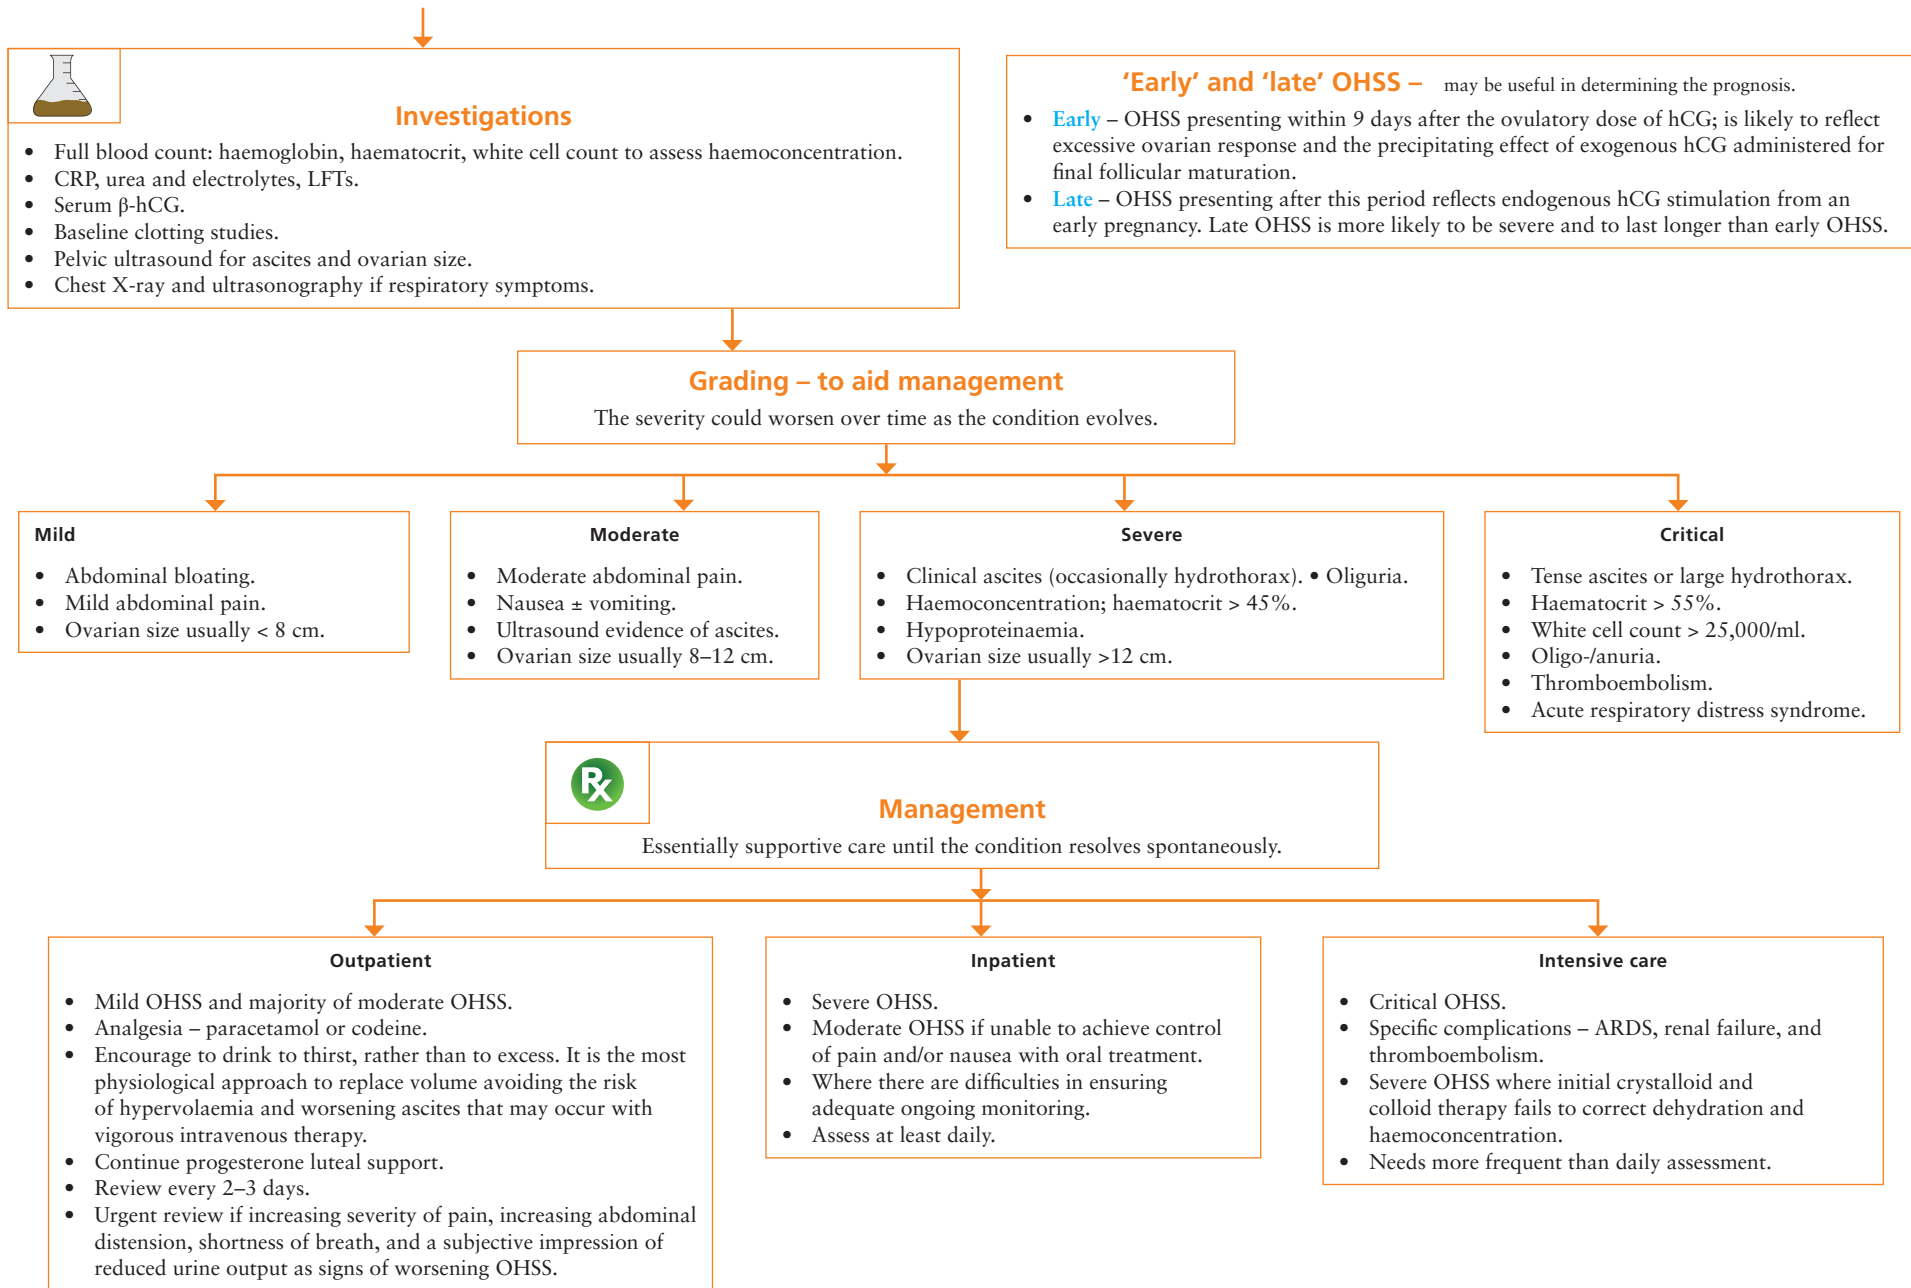 Investigations
• Full blood count: haemoglobin, haematocrit, white cell count to assess haemoconcentration.
• CRP, urea and electrolytes, LFTs.
• Serum β-hCG.
• Baseline clotting studies.
• Pelvic ultrasound for ascites and ovarian size.
• Chest X-ray and ultrasonography if respiratory symptoms.
‘Early’ and ‘late’ OHSS – may be useful in determining the prognosis.
• Early – OHSS presenting within 9 days after the ovulatory dose of hCG; is likely to reflect
excessive ovarian response and the precipitating effect of exogenous hCG administered for
final follicular maturation.
• Late – OHSS presenting after this period reflects endogenous hCG stimulation from an
early pregnancy. Late OHSS is more likely to be severe and to last longer than early OHSS.
Grading – to aid management
The severity could worsen over time as the condition evolves.
Mild
• Abdominal bloating.
• Mild abdominal pain.
• Ovarian size usually < 8 cm.
Moderate
• Moderate abdominal pain.
• Nausea ± vomiting.
• Ultrasound evidence of ascites.
• Ovarian size usually 8–12 cm.
Severe
• Clinical ascites (occasionally hydrothorax). • Oliguria.
• Haemoconcentration; haematocrit > 45%.
• Hypoproteinaemia.
• Ovarian size usually >12 cm.
Critical
• Tense ascites or large hydrothorax.
• Haematocrit > 55%.
• White cell count > 25,000/ml.
• Oligo-/anuria.
• Thromboembolism.
• Acute respiratory distress syndrome.
Rx
Management
Essentially supportive care until the condition resolves spontaneously.
Outpatient
• Mild OHSS and majority of moderate OHSS.
• Analgesia – paracetamol or codeine.
• Encourage to drink to thirst, rather than to excess. It is the most
physiological approach to replace volume avoiding the risk
of hypervolaemia and worsening ascites that may occur with
vigorous intravenous therapy.
• Continue progesterone luteal support.
• Review every 2–3 days.
• Urgent review if increasing severity of pain, increasing abdominal
distension, shortness of breath, and a subjective impression of
reduced urine output as signs of worsening OHSS.
Inpatient
• Severe OHSS.
• Moderate OHSS if unable to achieve control
of pain and/or nausea with oral treatment.
• Where there are difficulties in ensuring
adequate ongoing monitoring.
• Assess at least daily.
Intensive care
• Critical OHSS.
• Specific complications – ARDS, renal failure, and
thromboembolism.
• Severe OHSS where initial crystalloid and
colloid therapy fails to correct dehydration and
haemoconcentration.
• Needs more frequent than daily assessment.